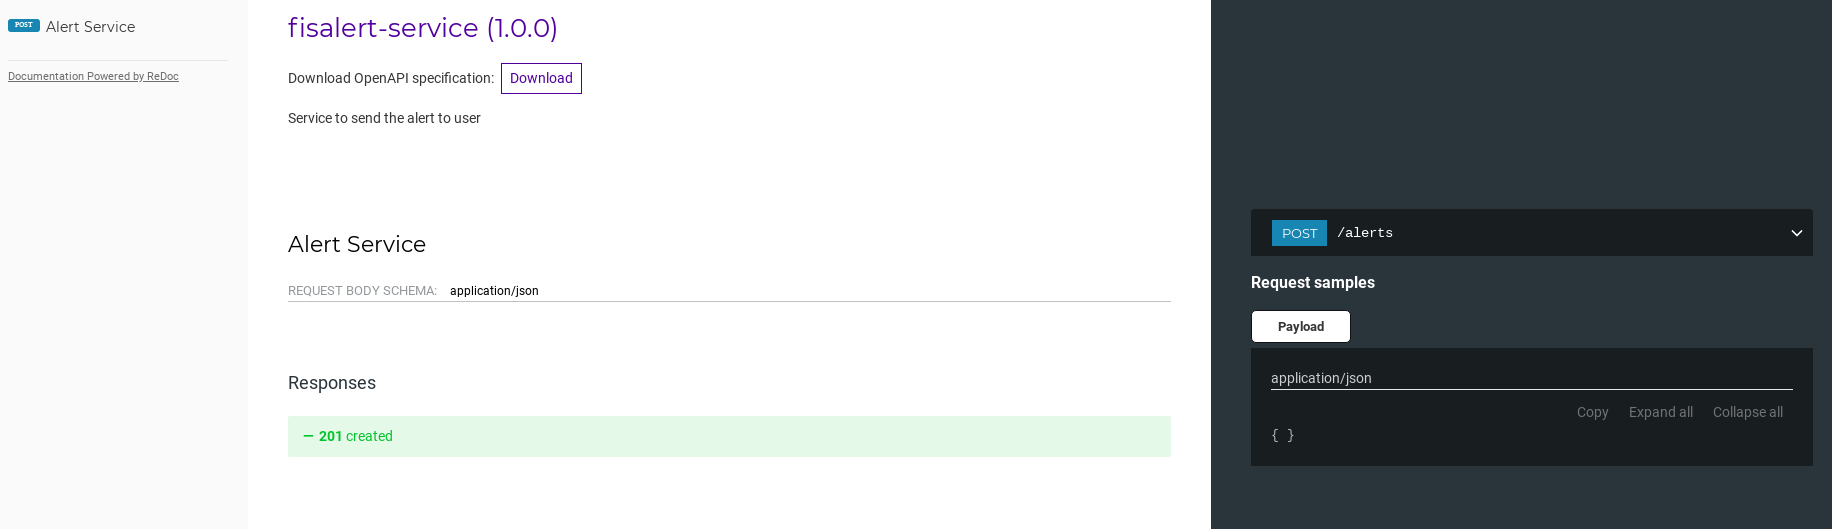 POST Alert Service
Documentation Powered by ReDoc
fisalert-service (1.0.0)
Download OpenAPI specification: Download
Service to send the alert to user
Alert Service
REQUEST BODY SCHEMA: application/json
Responses
— 201 created
POST /alerts
Request samples
Payload
application/json
Copy Expand all Collapse all
{ }